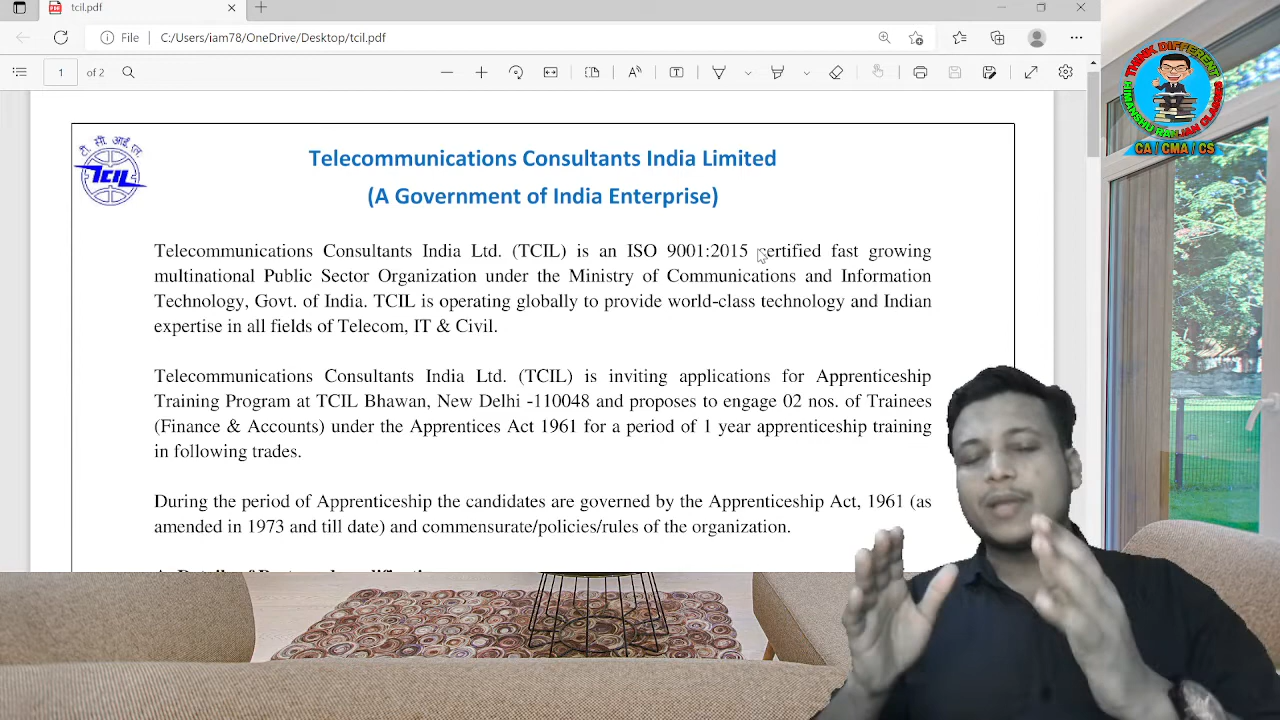 tcil.pdf
File
C:/Users/iam78/OneDrive/Desktop/tcil.pdf
1 of 2
टी सी आई एल
TCIL
Telecommunications Consultants India Limited
(A Government of India Enterprise)
Telecommunications Consultants India Ltd. (TCIL) is an ISO 9001:2015 certified fast growing
multinational Public Sector Organization under the Ministry of Communications and Information
Technology, Govt. of India. TCIL is operating globally to provide world-class technology and Indian
expertise in all fields of Telecom, IT & Civil.
Telecommunications Consultants India Ltd. (TCIL) is inviting applications for Apprenticeship
Training Program at TCIL Bhawan, New Delhi -110048 and proposes to engage 02 nos. of Trainees
(Finance & Accounts) under the Apprentices Act 1961 for a period of 1 year apprenticeship training
in following trades.
During the period of Apprenticeship the candidates are governed by the Apprenticeship Act, 1961 (as
amended in 1973 and till date) and commensurate/policies/rules of the organization.
THINK DIFFERENT
HIMANSHU RANJAN CLASSES
CA / CMA / CS